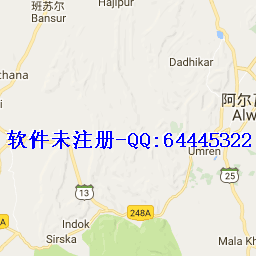 班苏尔
Bansur
Hajipur
Dadhikar
thana
阿尔瓦
Alw
软件未注册-QQ:64445322
Umren
25
13
248A
Indok
Sirska
Mala Kh